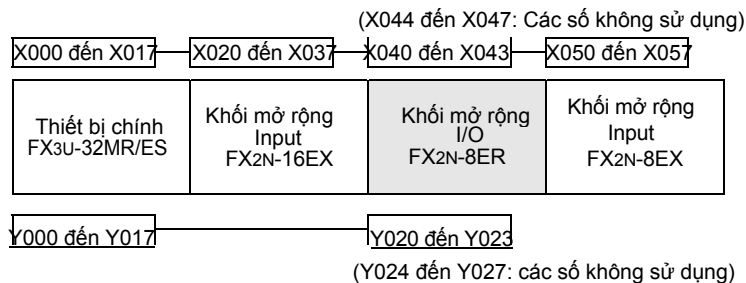 (X044 đến X047: Các số không sử dụng)
X000 đến X017 X020 đến X037 X040 đến X043 X050 đến X057
Thiết bị chính
FX3U-32MR/ES
Khối mở rộng
Input
FX2N-16EX
Khối mở rộng
I/O
FX2N-8ER
Khối mở rộng
Input
FX2N-8EX
Y000 đến Y017 Y020 đến Y023
(Y024 đến Y027: các số không sử dụng)